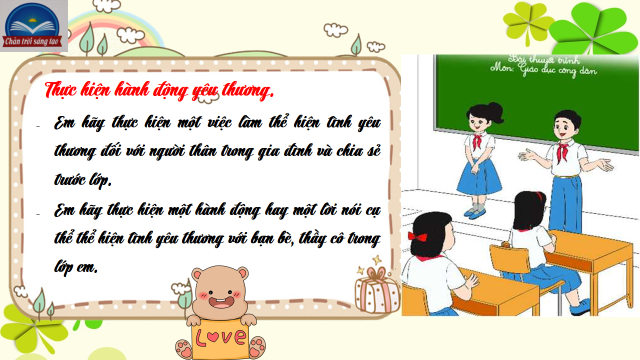 Chân trời sáng tạo
Thực hiện hành động yêu thương.
- Em hãy thực hiện một việc làm thể hiện tình yêu
thương đối với người thân trong gia đình và chia sẻ
trước lớp.
- Em hãy thực hiện một hành động hay một lời nói cụ
thể thể hiện tình yêu thương với bạn bè, thầy cô trong
lớp em.
Bài thuyết trình
Môn: Giáo dục công dân
LOVE